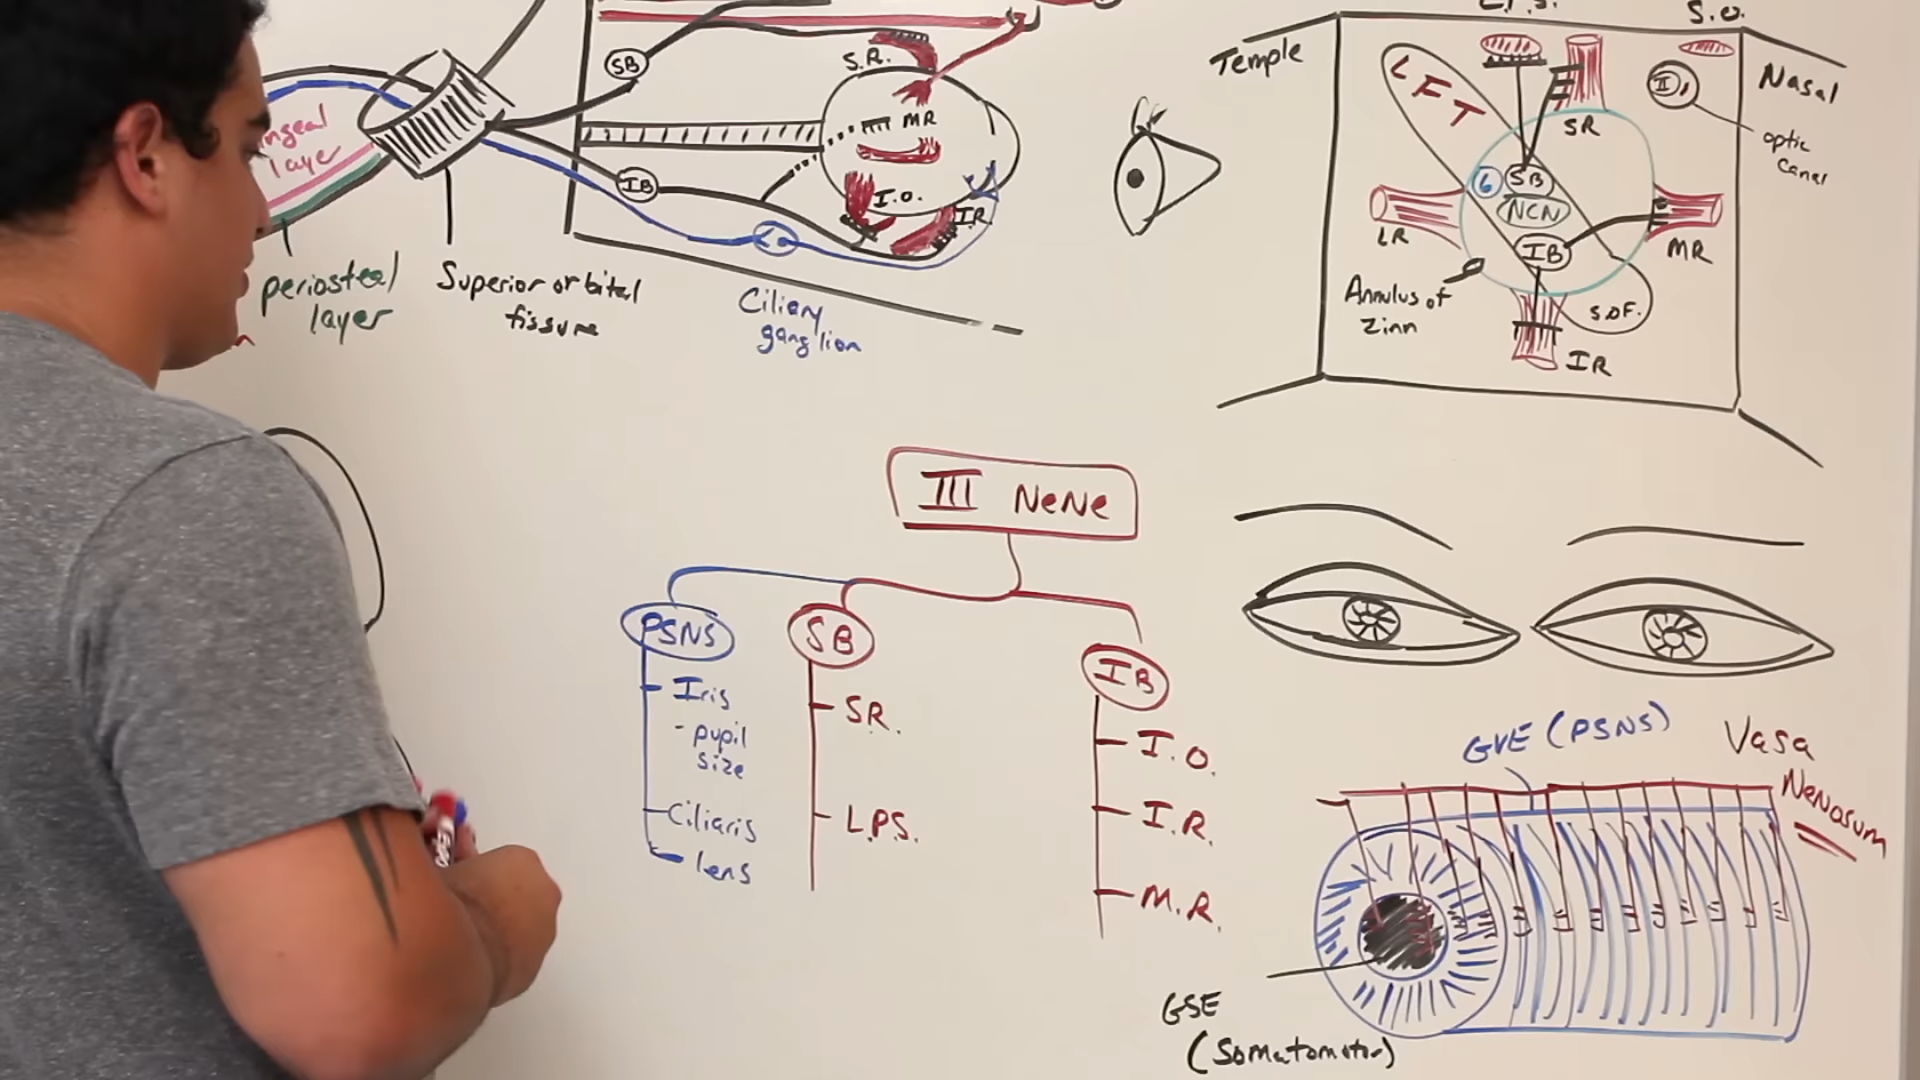 L.P.S.
S.O.
Temple
Nasal
LFT
II
optic
canal
SR
6
SB
NCN
IB
LR
MR
Annulus of
Zinn
S.O.F.
IR
SB
S.R.
MR
IB
I.O.
IR
layer
periosteal
layer
Superior orbital
fissure
Ciliary
ganglion
III Nerve
PSNS
SB
IB
Iris
- pupil
size
Ciliaris
lens
S.R.
L.P.S.
I.O.
I.R.
M.R.
GVE (PSNS)
Vasa
Nervosum
GSE
(Somatomotor)